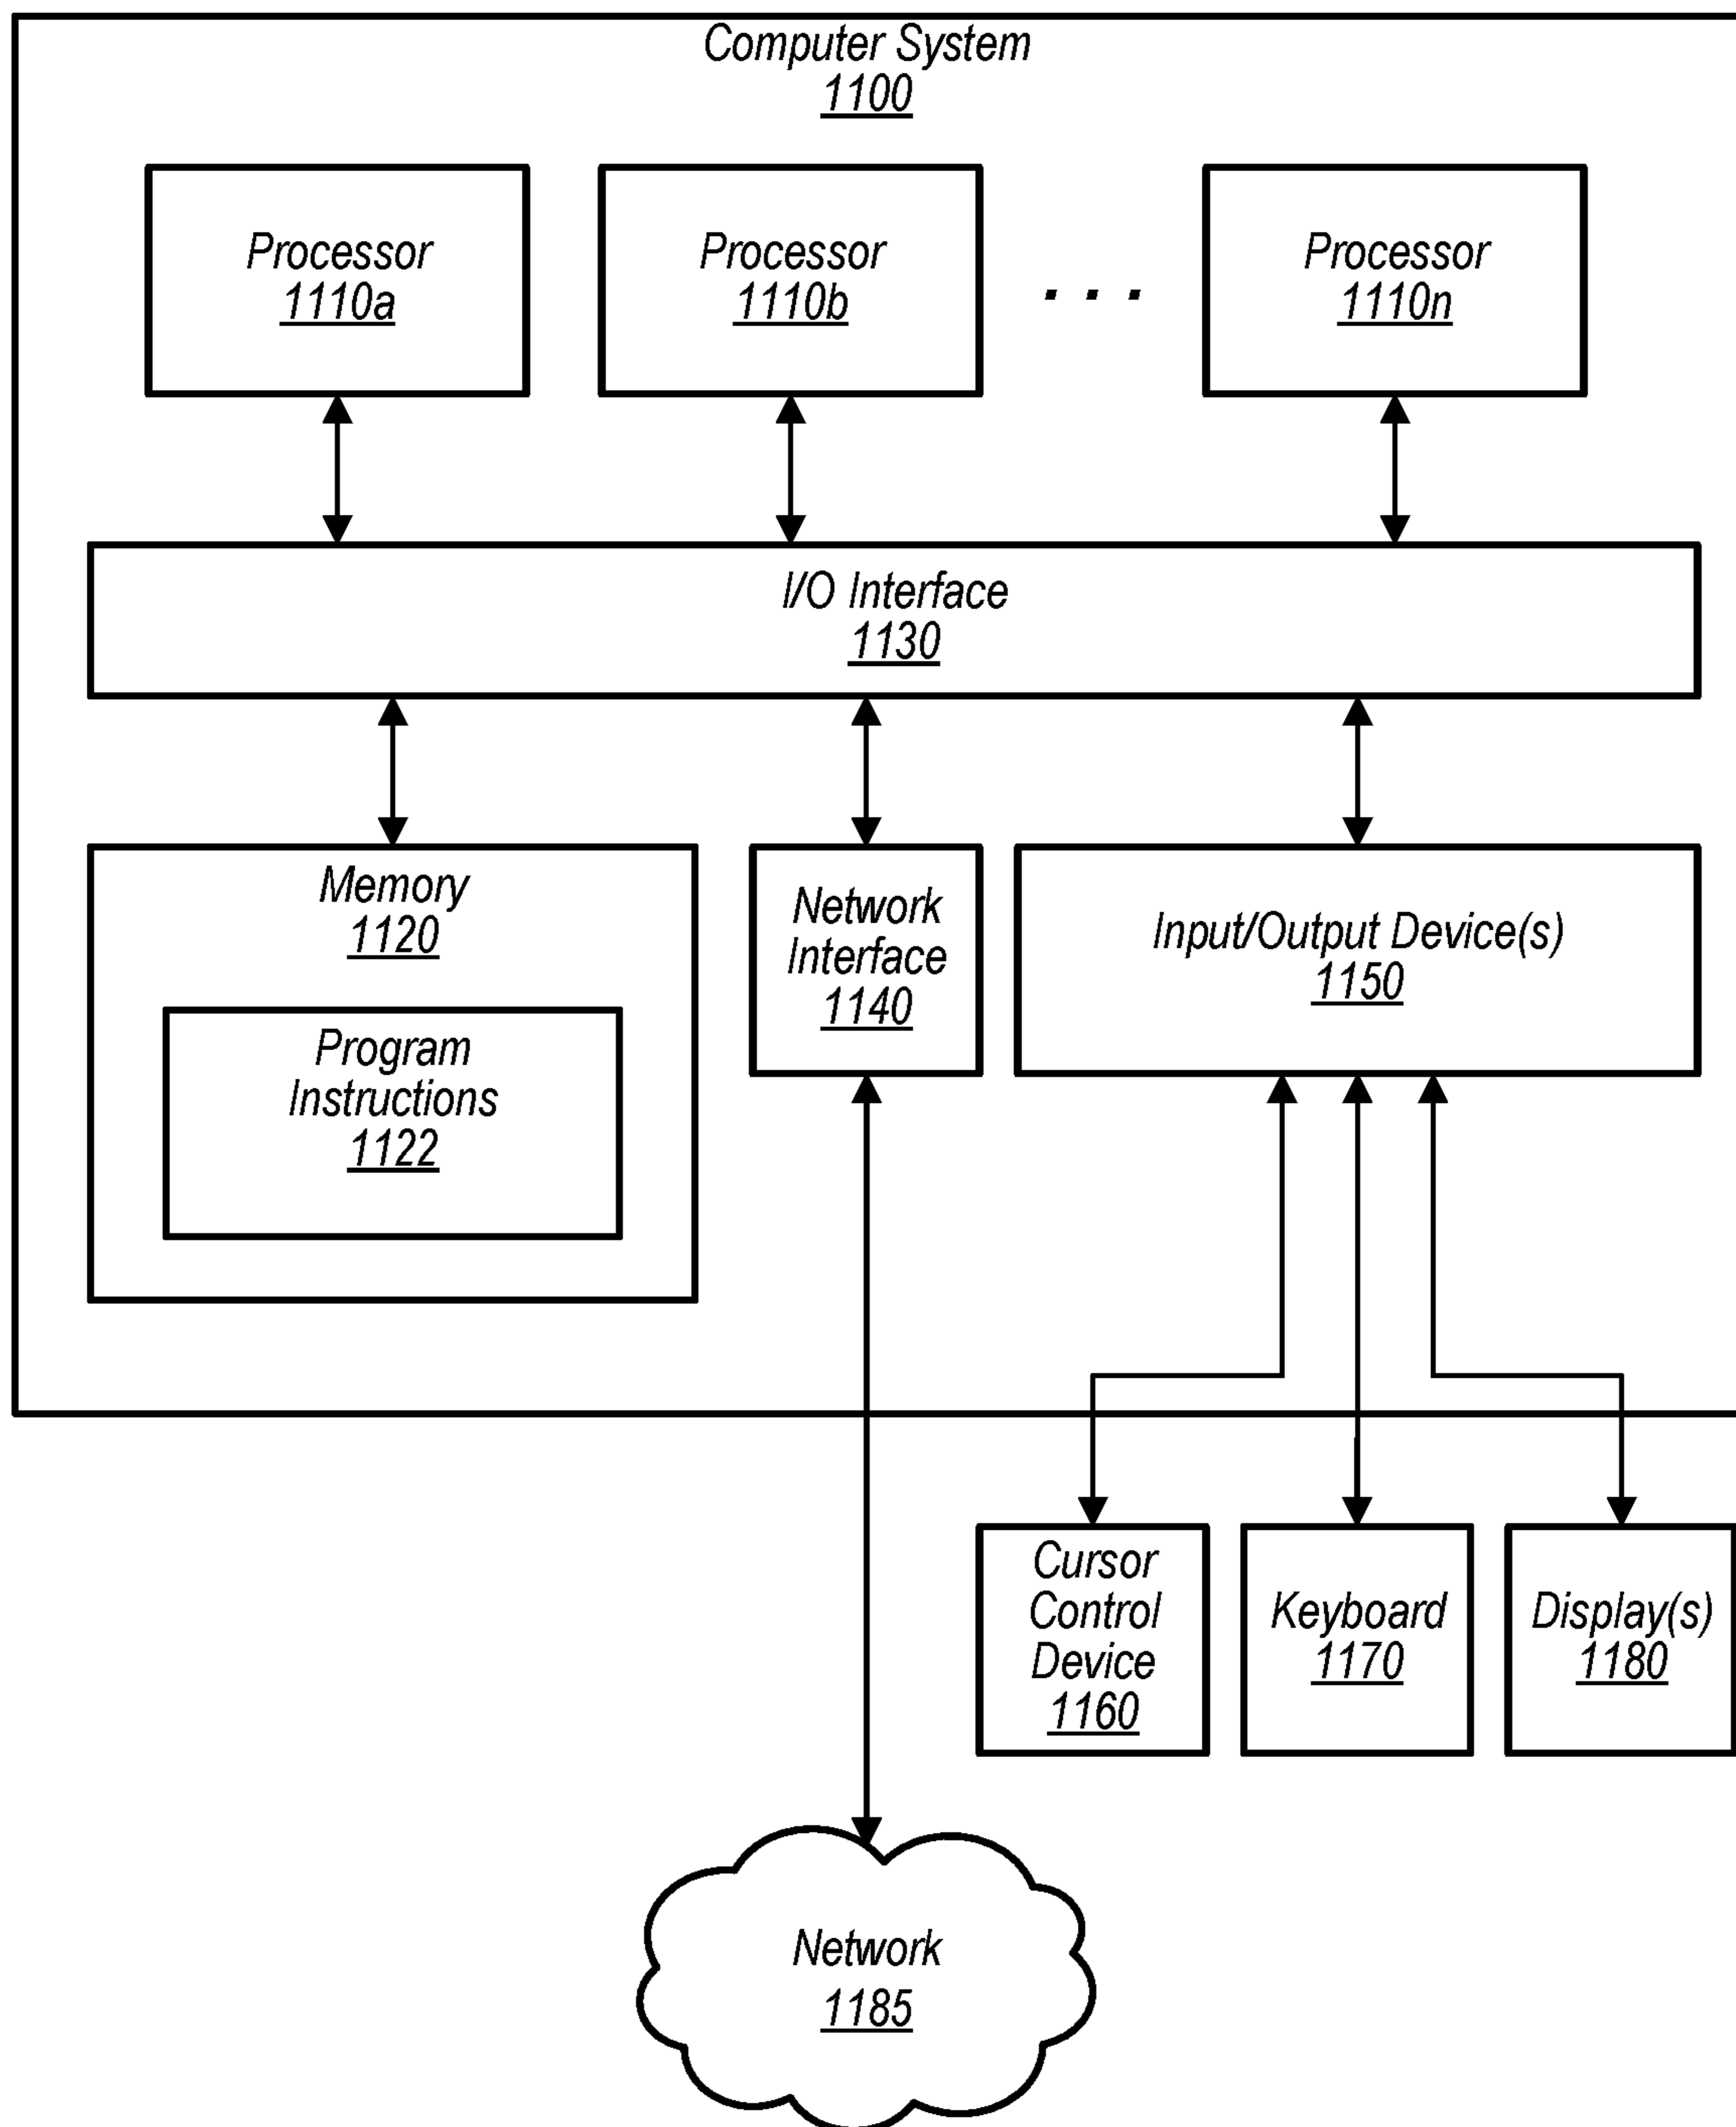 Computer System
1100
Processor
1110a
Processor
1110b
. . .
Processor
1110n
I/O Interface
1130
Memory
1120
Program
Instructions
1122
Network
Interface
1140
Input/Output Device(s)
1150
Cursor
Control
Device
1160
Keyboard
1170
Display(s)
1180
Network
1185